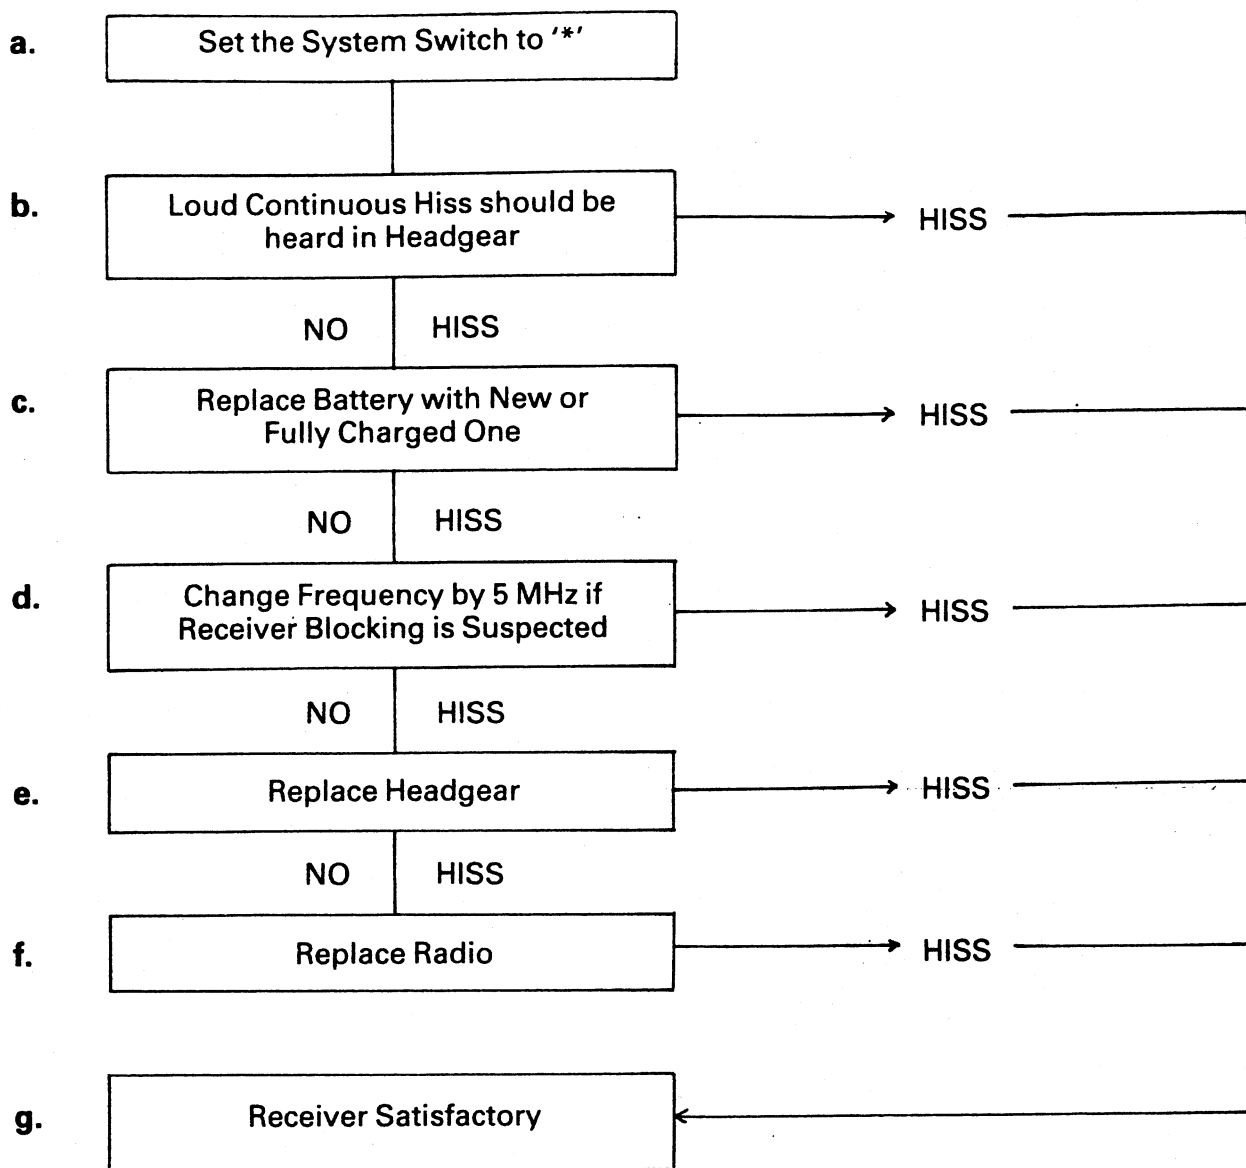 a. Set the System Switch to '*'
b. Loud Continuous Hiss should be
heard in Headgear
HISS
NO HISS
c. Replace Battery with New or
Fully Charged One
HISS
NO HISS
d. Change Frequency by 5 MHz if
Receiver Blocking is Suspected
HISS
NO HISS
e. Replace Headgear
HISS
NO HISS
f. Replace Radio
HISS
g. Receiver Satisfactory